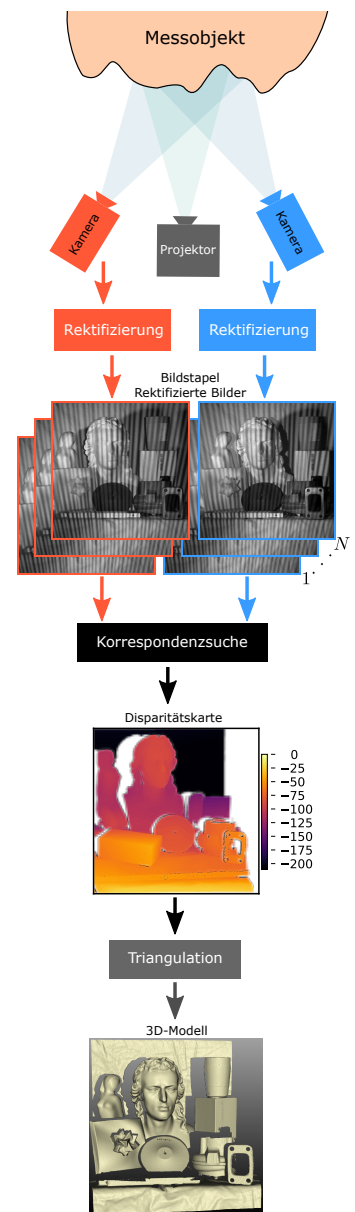 Messobjekt
Kamera
Projektor
Kamera
Rektifizierung
Rektifizierung
Bildstapel
Rektifizierte Bilder
N
1
Korrespondenzsuche
Disparitätskarte
0
−25
−50
−75
−100
−125
−150
−175
−200
Triangulation
3D-Modell